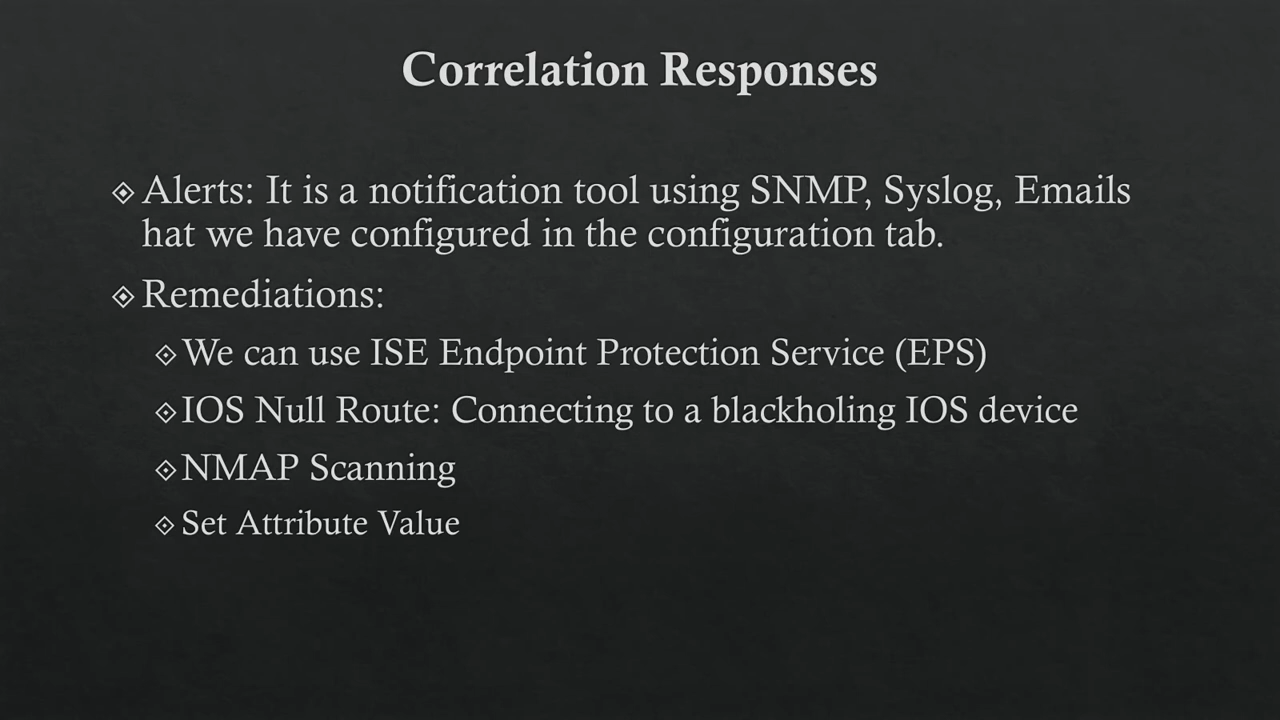 Correlation Responses
Alerts: It is a notification tool using SNMP, Syslog, Emails
hat we have configured in the configuration tab.
Remediations:
We can use ISE Endpoint Protection Service (EPS)
IOS Null Route: Connecting to a blackholing IOS device
NMAP Scanning
Set Attribute Value